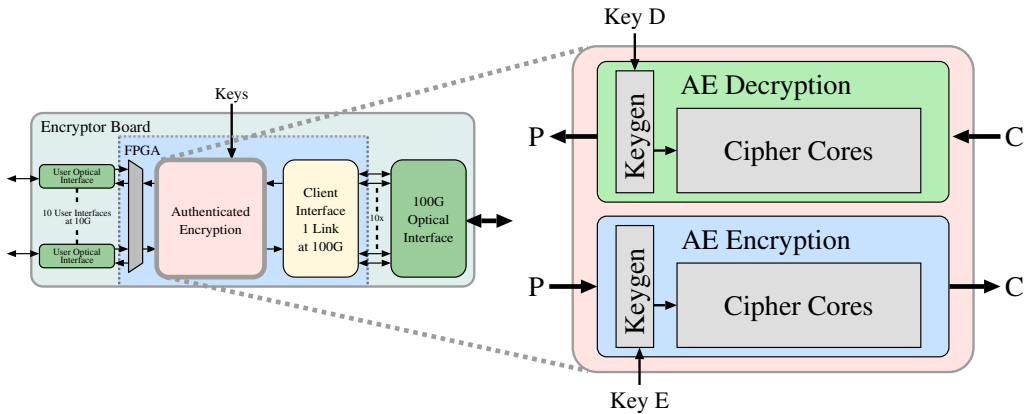 Keys
Encryptor Board
FPGA
User Optical
Interface
10 User Interfaces
at 10G
User Optical
Interface
Authenticated
Encryption
Client
Interface
1 Link
at 100G
10x
100G
Optical
Interface
Key D
AE Decryption
Keygen
Cipher Cores
P
C
AE Encryption
Keygen
Cipher Cores
P
C
Key E